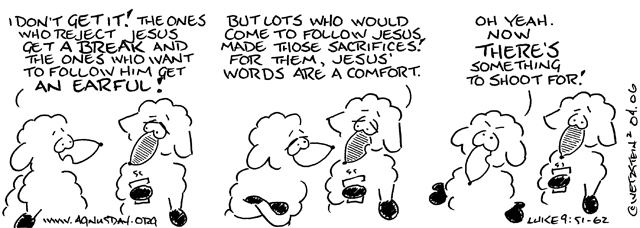 I DON'T GET IT! THE ONES
WHO REJECT JESUS
GET A BREAK AND
THE ONES WHO WANT
TO FOLLOW HIM GET
AN EARFUL!
BUT LOTS WHO WOULD
COME TO FOLLOW JESUS,
MADE THOSE SACRIFICES!
FOR THEM, JESUS'
WORDS ARE A COMFORT.
OH YEAH.
NOW
THERE'S
SOMETHING
TO SHOOT FOR!
WWW.AGNUSDAY.ORG
LUKE 9:51-62